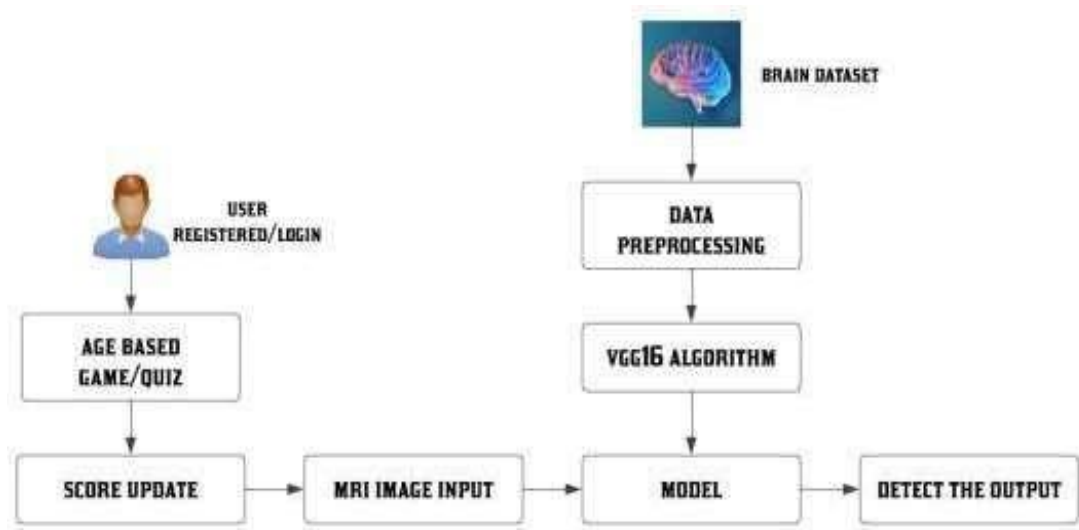 BRAIN DATASET
USER
REGISTERED/LOGIN
DATA
PREPROCESSING
AGE BASED
GAME/QUIZ
VGG16 ALGORITHM
SCORE UPDATE
MRI IMAGE INPUT
MODEL
DETECT THE OUTPUT